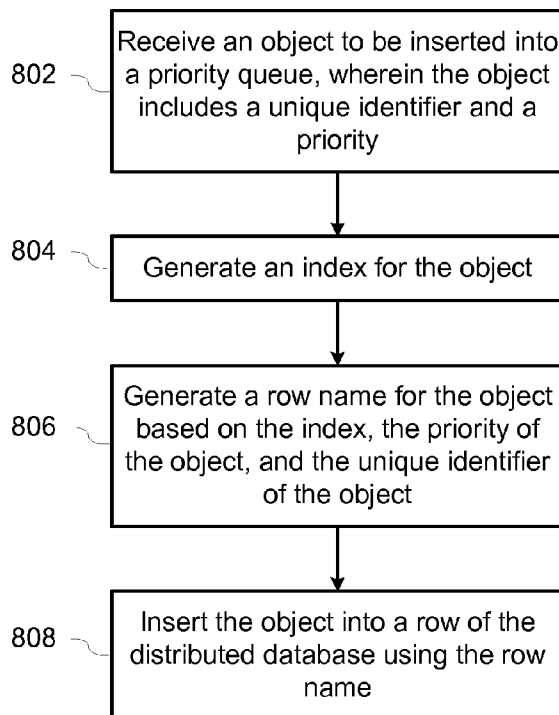 802
Receive an object to be inserted into
a priority queue, wherein the object
includes a unique identifier and a
priority
804
Generate an index for the object
806
Generate a row name for the object
based on the index, the priority of
the object, and the unique identifier
of the object
808
Insert the object into a row of the
distributed database using the row
name